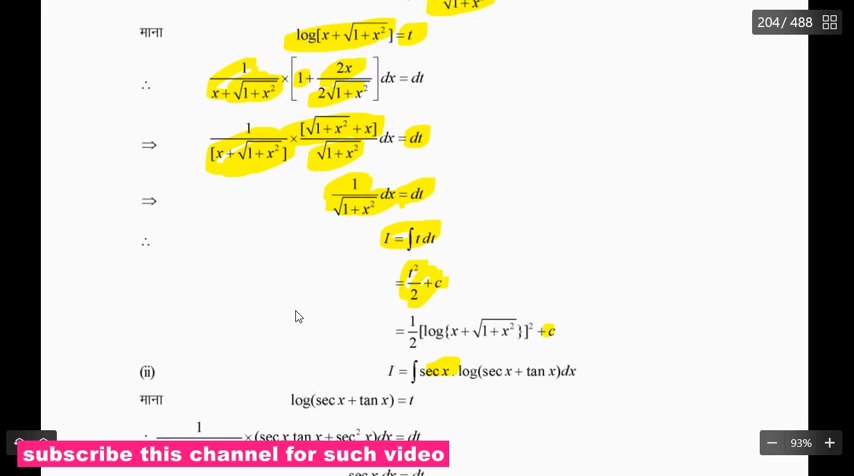 √1+x²
204 / 488
माना log[x + √1+x²] = t
∴ 1/(x+√1+x²) × [1 + 2x/(2√1+x²)] dx = dt
⇒ 1/[x+√1+x²] × [√1+x² + x]/√1+x² dx = dt
⇒ 1/√1+x² dx = dt
∴ I = ∫ t dt
= t²/2 + c
= 1/2 [log{x + √1+x²}]² + c
(ii) I = ∫ sec x . log(sec x + tan x)dx
माना log(sec x + tan x) = t
∴ 1 × (sec x tan x + sec² x)dx = dt
subscribe this channel for such video
93%